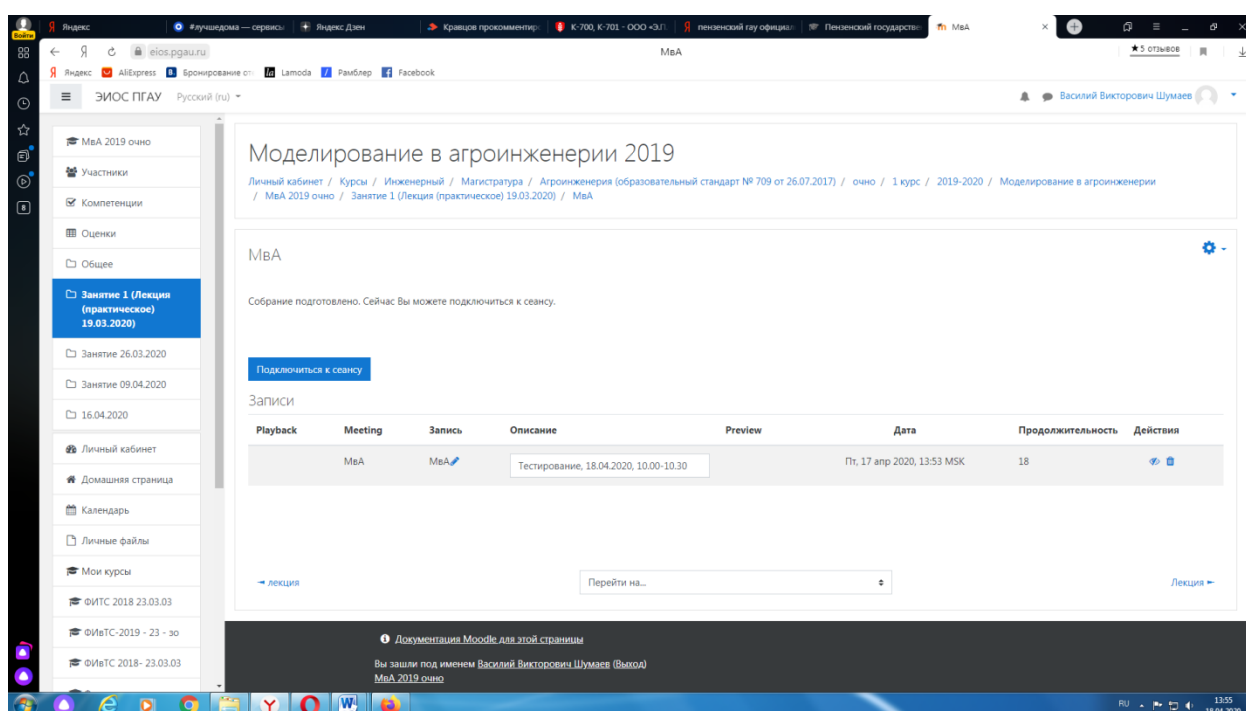 Яндекс
#лучшедома — сервисы
Яндекс Дзен
Кравцов прокомментир
К-700, К-701 - ООО «Э.П.
пензенский гау официал
Пензенский государстве
МвА
Войти
eios.pgau.ru
МвА
★ 5 отзывов
Яндекс
AliExpress
Бронирование от
Lamoda
Рамблер
Facebook
ЭИОС ПГАУ
Русский (ru)
Василий Викторович Шумаев
МвА 2019 очно
Участники
Компетенции
Оценки
Общее
Занятие 1 (Лекция
(практическое)
19.03.2020)
Занятие 26.03.2020
Занятие 09.04.2020
16.04.2020
Личный кабинет
Домашняя страница
Календарь
Личные файлы
Мои курсы
ФИТС 2018 23.03.03
ФИвТС-2019 - 23 - зо
ФИвТС 2018- 23.03.03
Моделирование в агроинженерии 2019
Личный кабинет / Курсы / Инженерный / Магистратура / Агроинженерия (образовательный стандарт № 709 от 26.07.2017) / очно / 1 курс / 2019-2020 / Моделирование в агроинженерии
/ МвА 2019 очно / Занятие 1 (Лекция (практическое) 19.03.2020) / МвА
МвА
Собрание подготовлено. Сейчас Вы можете подключиться к сеансу.
Подключиться к сеансу
Записи
Playback Meeting Запись Описание Preview Дата Продолжительность Действия
МвА МвА Тестирование, 18.04.2020, 10.00-10.30 Пт, 17 апр 2020, 13:53 MSK 18
◄ лекция
Перейти на...
Лекция ►
Документация Moodle для этой страницы
Вы зашли под именем Василий Викторович Шумаев (Выход)
МвА 2019 очно
RU
13:55
18.04.2020